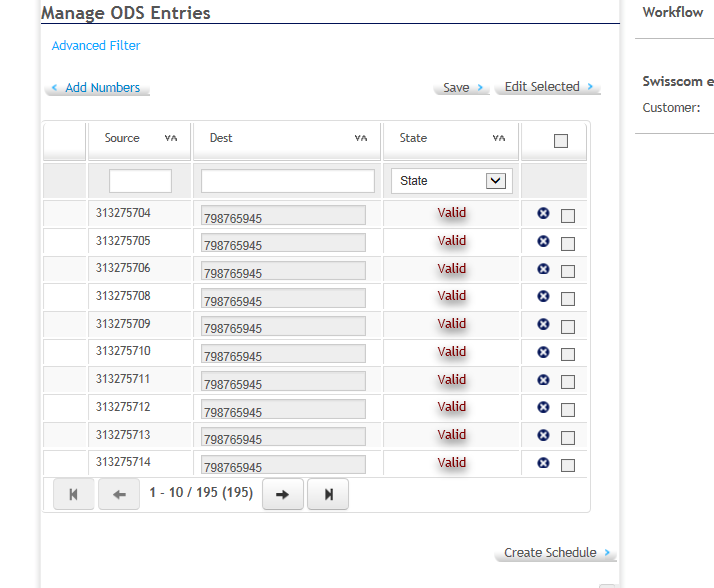 Manage ODS Entries
Workflow
Advanced Filter
Add Numbers
Save
Edit Selected
Swisscom e
Customer:
Source Dest State
State
313275704 798765945 Valid
313275705 798765945 Valid
313275706 798765945 Valid
313275708 798765945 Valid
313275709 798765945 Valid
313275710 798765945 Valid
313275711 798765945 Valid
313275712 798765945 Valid
313275713 798765945 Valid
313275714 798765945 Valid
1 - 10 / 195 (195)
Create Schedule